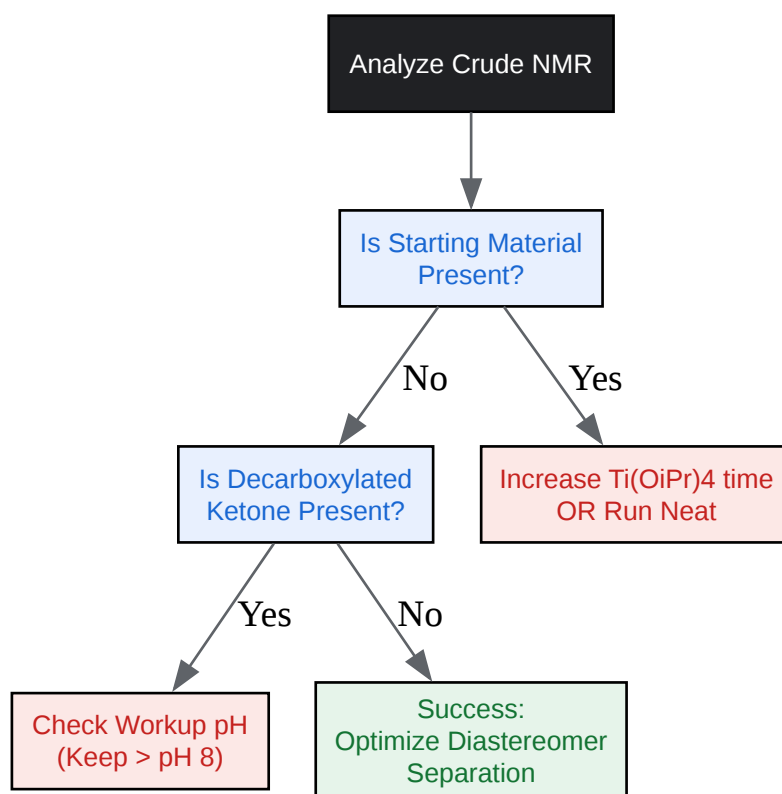 Analyze Crude NMR
Is Starting Material
Present?
No
Yes
Is Decarboxylated
Ketone Present?
Increase Ti(OiPr)4 time
OR Run Neat
Yes
No
Check Workup pH
(Keep > pH 8)
Success:
Optimize Diastereomer
Separation